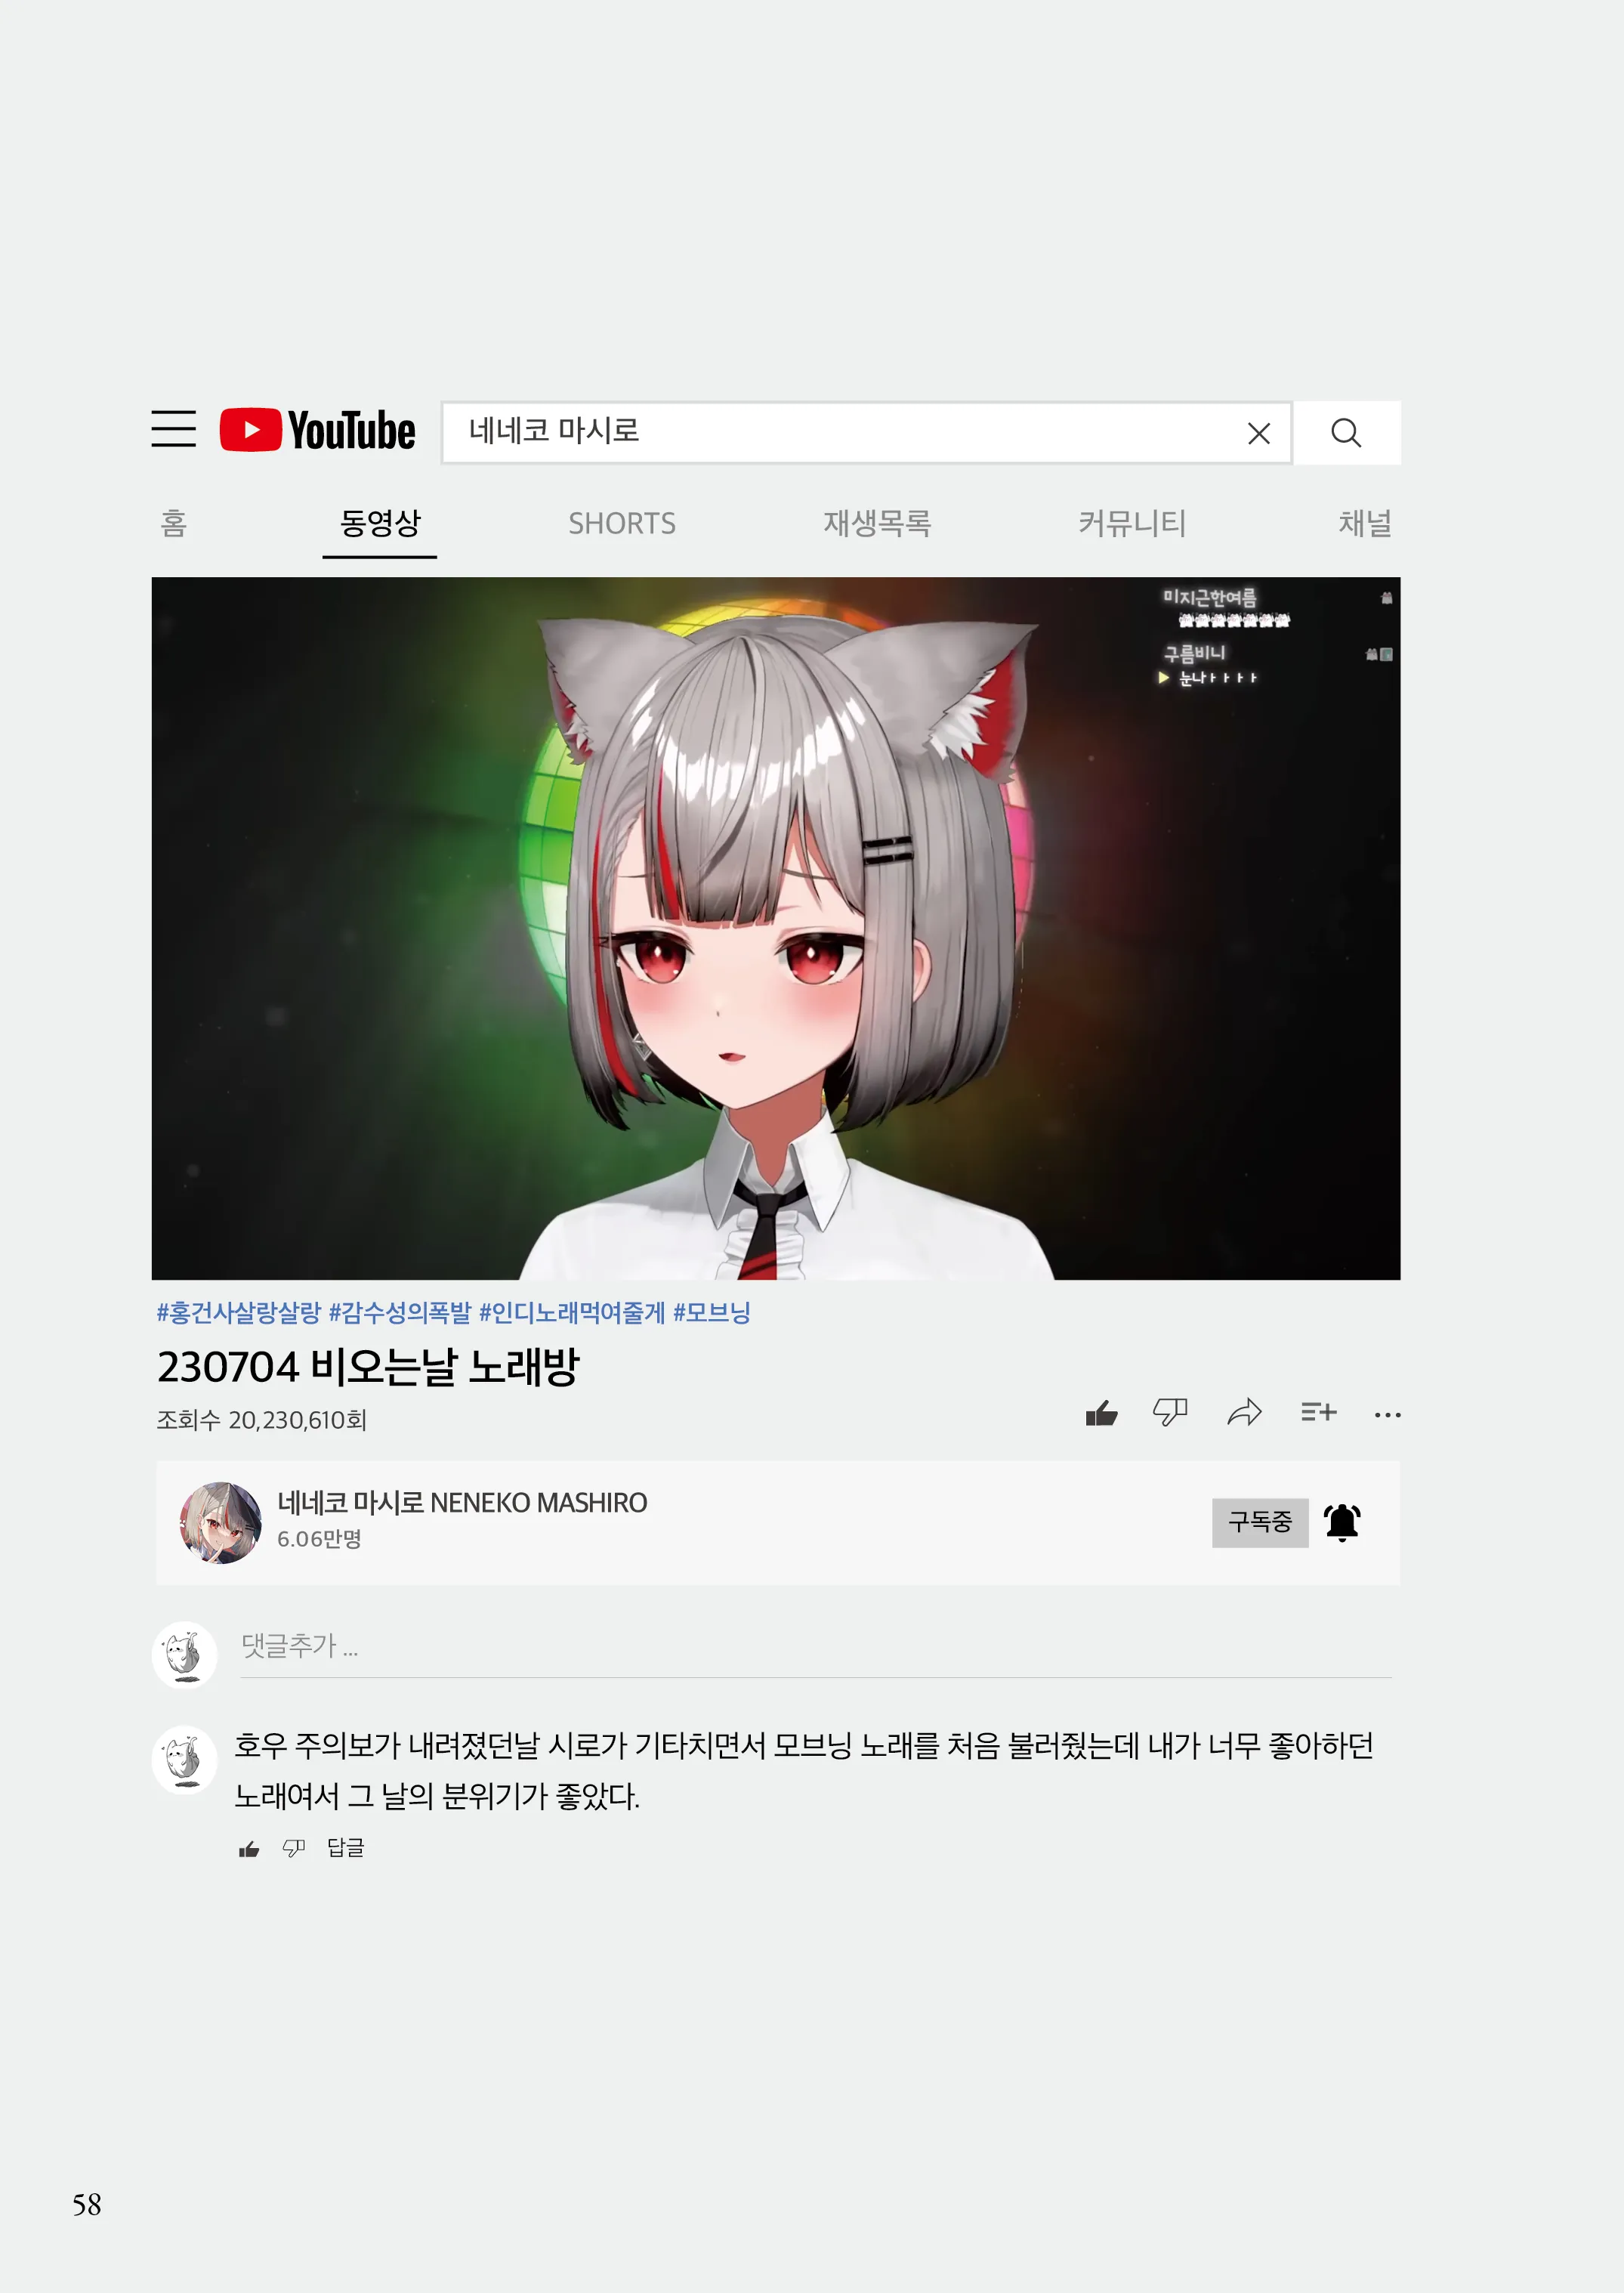 YouTube
네네코 마시로
홈 동영상 SHORTS 재생목록 커뮤니티 채널
미지근한여름
구름비니
눈나ㅏㅏㅏㅏ
#홍건사살랑살랑 #감수성의폭발 #인디노래먹여줄게 #모브닝
230704 비오는날 노래방
조회수 20,230,610회
네네코 마시로 NENEKO MASHIRO
6.06만명
구독중
댓글추가 ...
호우 주의보가 내려졌던날 시로가 기타치면서 모브닝 노래를 처음 불러줬는데 내가 너무 좋아하던
노래여서 그 날의 분위기가 좋았다.
답글
58